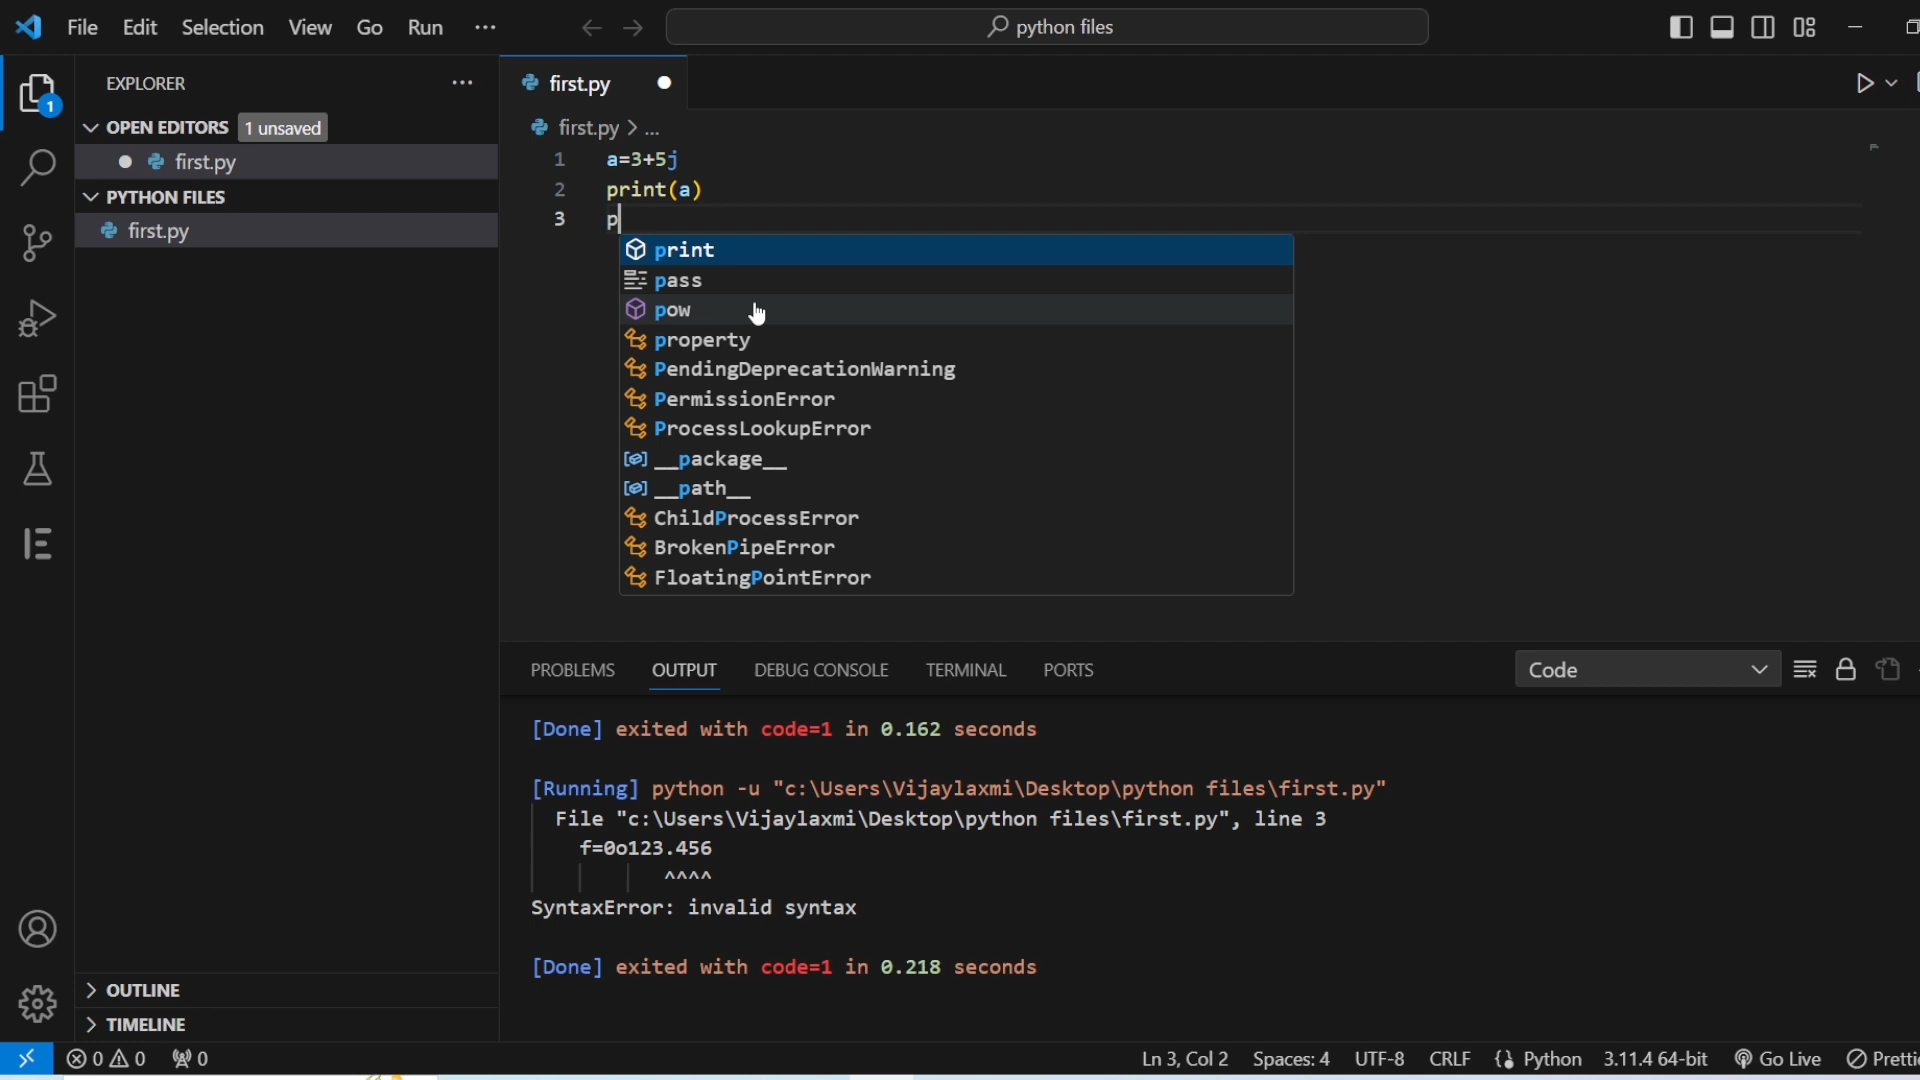 File Edit Selection View Go Run ···
python files
EXPLORER ···
OPEN EDITORS 1 unsaved
first.py
PYTHON FILES
first.py
OUTLINE
TIMELINE
1
first.py
first.py > ...
1 a=3+5j
2 print(a)
3 p
print
pass
pow
property
PendingDeprecationWarning
PermissionError
ProcessLookupError
__package__
__path__
ChildProcessError
BrokenPipeError
FloatingPointError
PROBLEMS OUTPUT DEBUG CONSOLE TERMINAL PORTS Code
[Done] exited with code=1 in 0.162 seconds
[Running] python -u "c:\Users\Vijaylaxmi\Desktop\python files\first.py"
File "c:\Users\Vijaylaxmi\Desktop\python files\first.py", line 3
f=0o123.456
^^^^
SyntaxError: invalid syntax
[Done] exited with code=1 in 0.218 seconds
0 0 0 Ln 3, Col 2 Spaces: 4 UTF-8 CRLF Python 3.11.4 64-bit Go Live Pretti